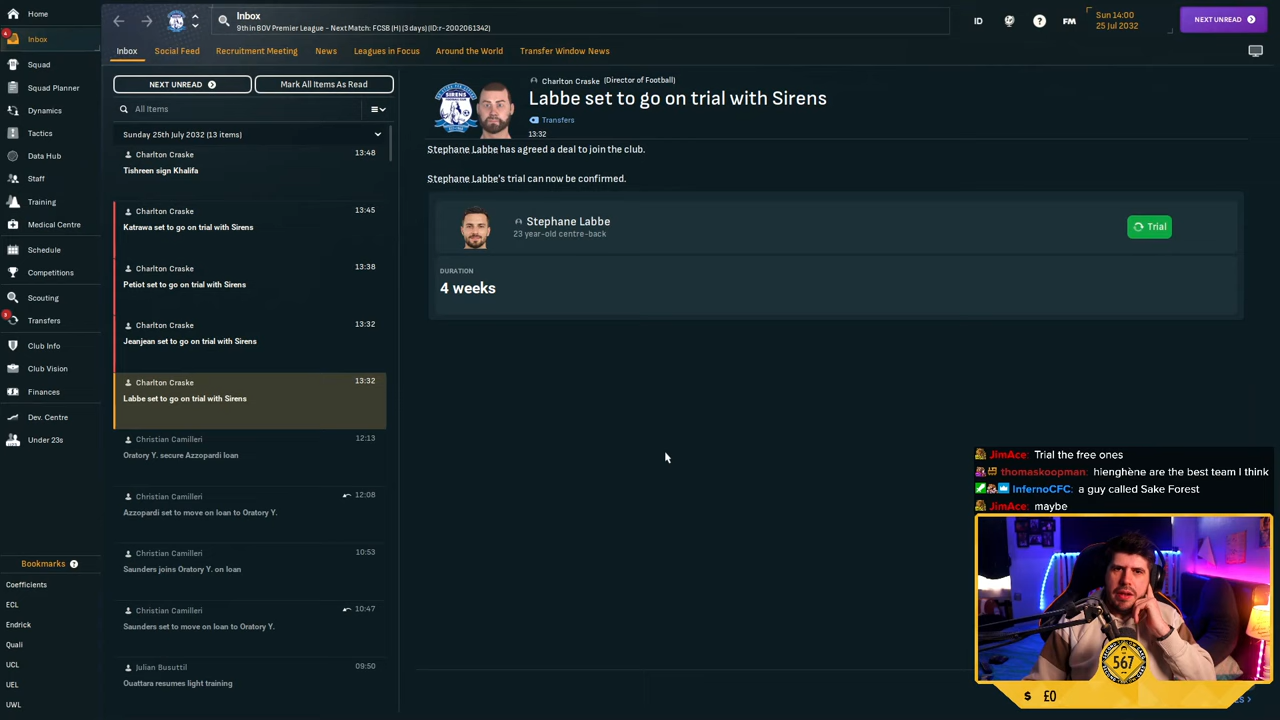 Home
4
Inbox
Squad
Squad Planner
Dynamics
Tactics
Data Hub
Staff
Training
Medical Centre
Schedule
Competitions
Scouting
3
Transfers
Club Info
Club Vision
Finances
Dev. Centre
Under 23s
Bookmarks ?
Coefficients
ECL
Endrick
Quali
UCL
UEL
UWL
Inbox
9th in BOV Premier League - Next Match: FCSB (H) (3 days) (ID:r-2002061342)
ID
?
FM
Sun 14:00
25 Jul 2032
NEXT UNREAD
Inbox
Social Feed
Recruitment Meeting
News
Leagues in Focus
Around the World
Transfer Window News
NEXT UNREAD
Mark All Items As Read
All Items
Sunday 25th July 2032 (13 items)
Charlton Craske 13:48
Tishreen sign Khalifa
Charlton Craske 13:45
Katrawa set to go on trial with Sirens
Charlton Craske 13:38
Petiot set to go on trial with Sirens
Charlton Craske 13:32
Jeanjean set to go on trial with Sirens
Charlton Craske 13:32
Labbe set to go on trial with Sirens
Christian Camilleri 12:13
Oratory Y. secure Azzopardi loan
Christian Camilleri 12:08
Azzopardi set to move on loan to Oratory Y.
Christian Camilleri 10:53
Saunders joins Oratory Y. on loan
Christian Camilleri 10:47
Saunders set to move on loan to Oratory Y.
Julian Busuttil 09:50
Ouattara resumes light training
SIRENS
Charlton Craske (Director of Football)
Labbe set to go on trial with Sirens
Transfers
13:32
Stephane Labbe has agreed a deal to join the club.
Stephane Labbe's trial can now be confirmed.
Stephane Labbe
23 year-old centre-back
Trial
DURATION
4 weeks
JimAce: Trial the free ones
thomaskoopman: hienghène are the best team I think
InfernoCFC: a guy called Sake Forest
JimAce: maybe
567
$ £0